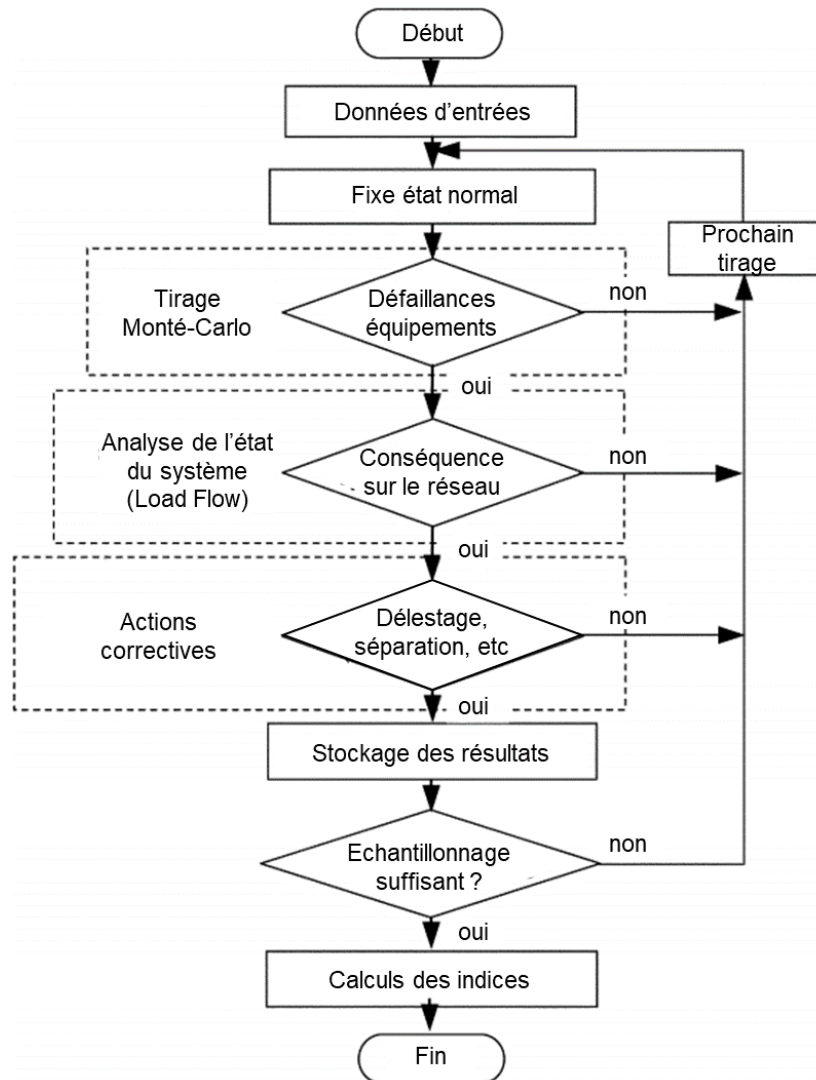 Début
Données d'entrées
Fixe état normal
Prochain
tirage
Tirage
Monté-Carlo
Défaillances
équipements
non
oui
Analyse de l'état
du système
(Load Flow)
Conséquence
sur le réseau
non
oui
Actions
correctives
Délestage,
séparation, etc
non
oui
Stockage des résultats
Echantillonnage
suffisant ?
non
oui
Calculs des indices
Fin